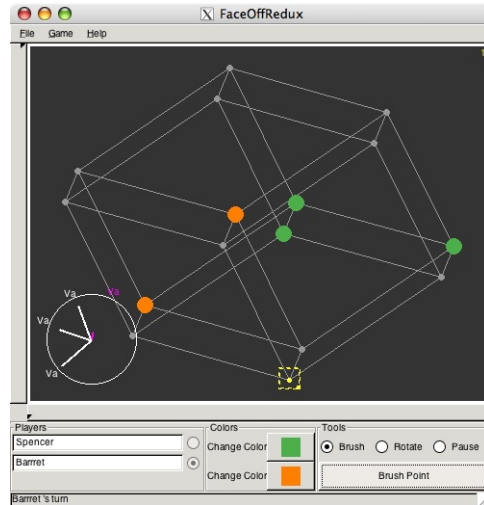 FaceOffRedux
File Game Help
Va
Va
Va
Va
Players
Spencer
Barret
Colors
Change Color
Change Color
Tools
Brush Rotate Pause
Brush Point
Barrret 's turn